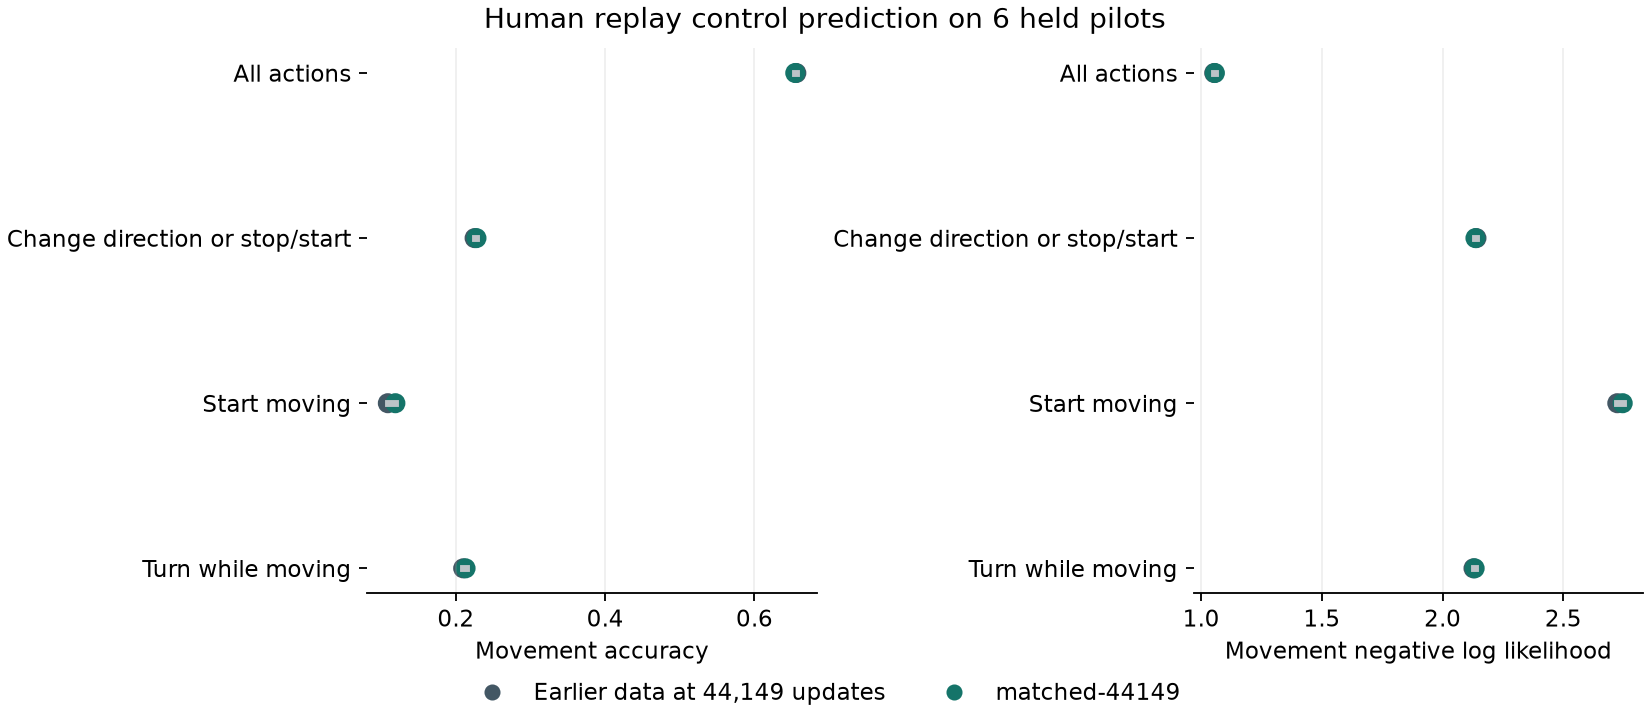 Human replay control prediction on 6 held pilots
All actions
Change direction or stop/start
Start moving
Turn while moving
0.2 0.4 0.6
Movement accuracy
All actions
Change direction or stop/start
Start moving
Turn while moving
1.0 1.5 2.0 2.5
Movement negative log likelihood
Earlier data at 44,149 updates
matched-44149